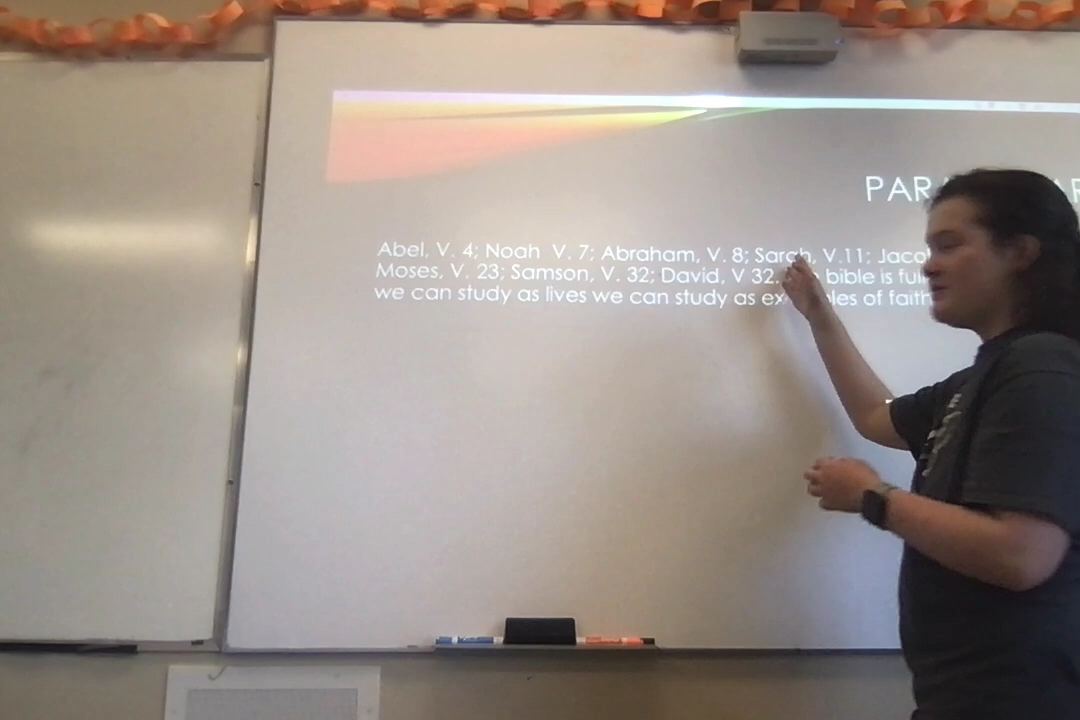 PAR
Abel, V. 4; Noah V. 7; Abraham, V. 8; Sarah, V.11; Jaco
Moses, V. 23; Samson, V. 32; David, V 32. bible is ful
we can study as lives we can study as ex les of faith